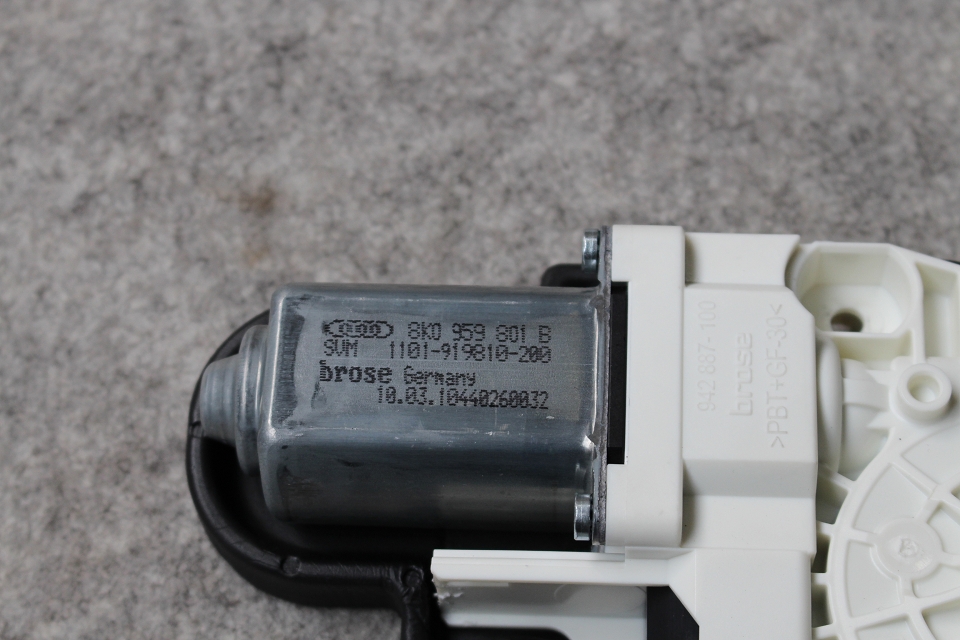 8K0 959 801 B
SVM 1101-919810-200
brose Germany
10.03.10440260032
942 887-100
brose
>PBT+GF-30<